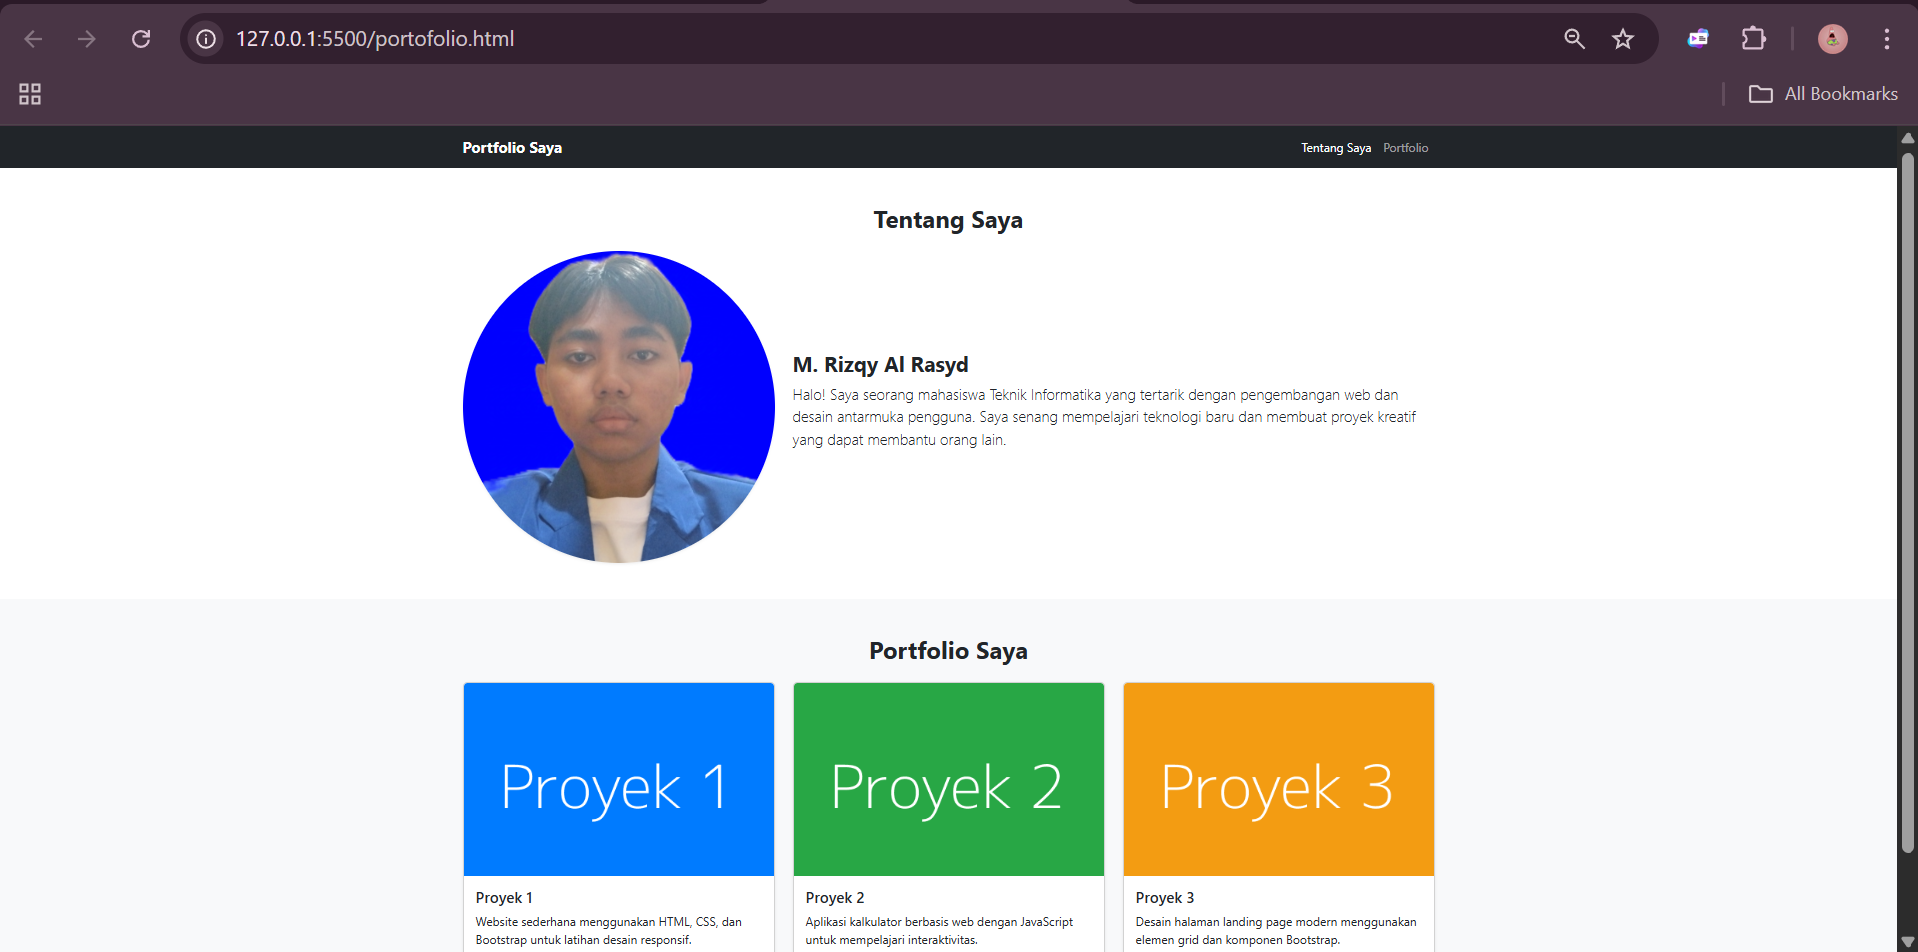 127.0.0.1:5500/portofolio.html
All Bookmarks
Portfolio Saya
Tentang Saya
Portfolio
Tentang Saya
M. Rizqy Al Rasyd
Halo! Saya seorang mahasiswa Teknik Informatika yang tertarik dengan pengembangan web dan
desain antarmuka pengguna. Saya senang mempelajari teknologi baru dan membuat proyek kreatif
yang dapat membantu orang lain.
Portfolio Saya
Proyek 1
Proyek 1
Website sederhana menggunakan HTML, CSS, dan
Bootstrap untuk latihan desain responsif.
Proyek 2
Proyek 2
Aplikasi kalkulator berbasis web dengan JavaScript
untuk mempelajari interaktivitas.
Proyek 3
Proyek 3
Desain halaman landing page modern menggunakan
elemen grid dan komponen Bootstrap.